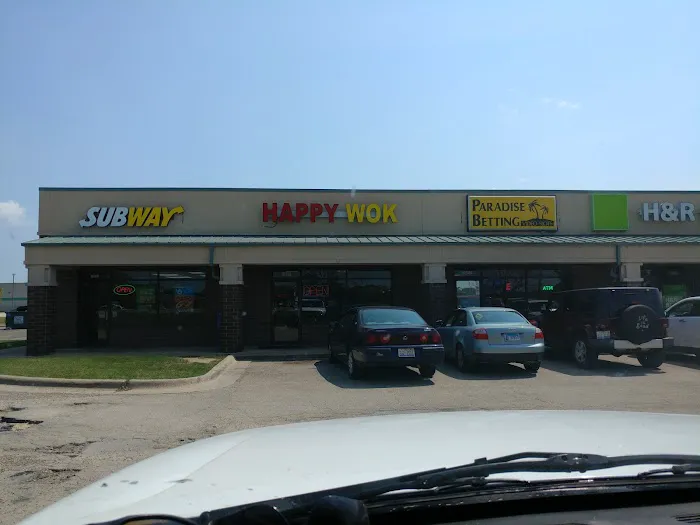 SUBWAY
HAPPY WOK
PARADISE
BETTING
H&R
OPEN
ATM